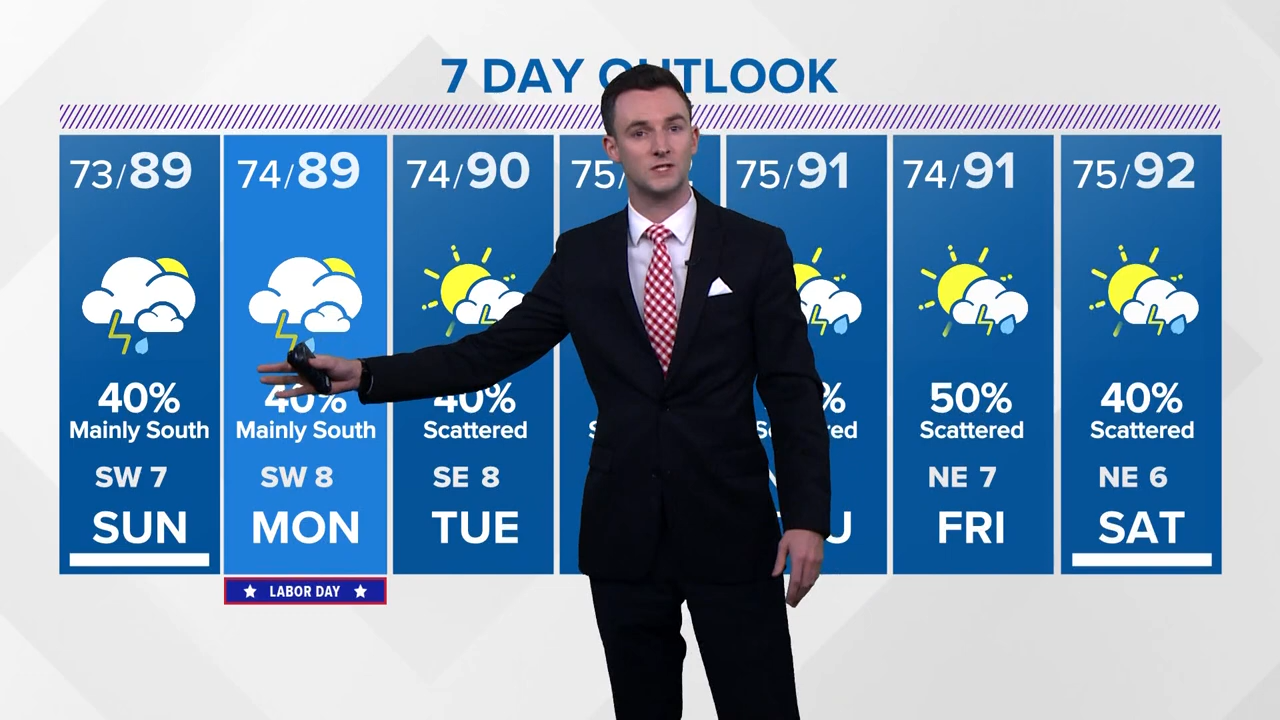 7 DAY OUTLOOK
73/89
74/89
74/90
75/
75/91
74/91
75/92
40%
40%
40%
%
50%
40%
Mainly South
Mainly South
Scattered
Scattered
Scattered
SW 7
SW 8
SE 8
NE 7
NE 6
SUN
MON
TUE
FRI
SAT
LABOR DAY